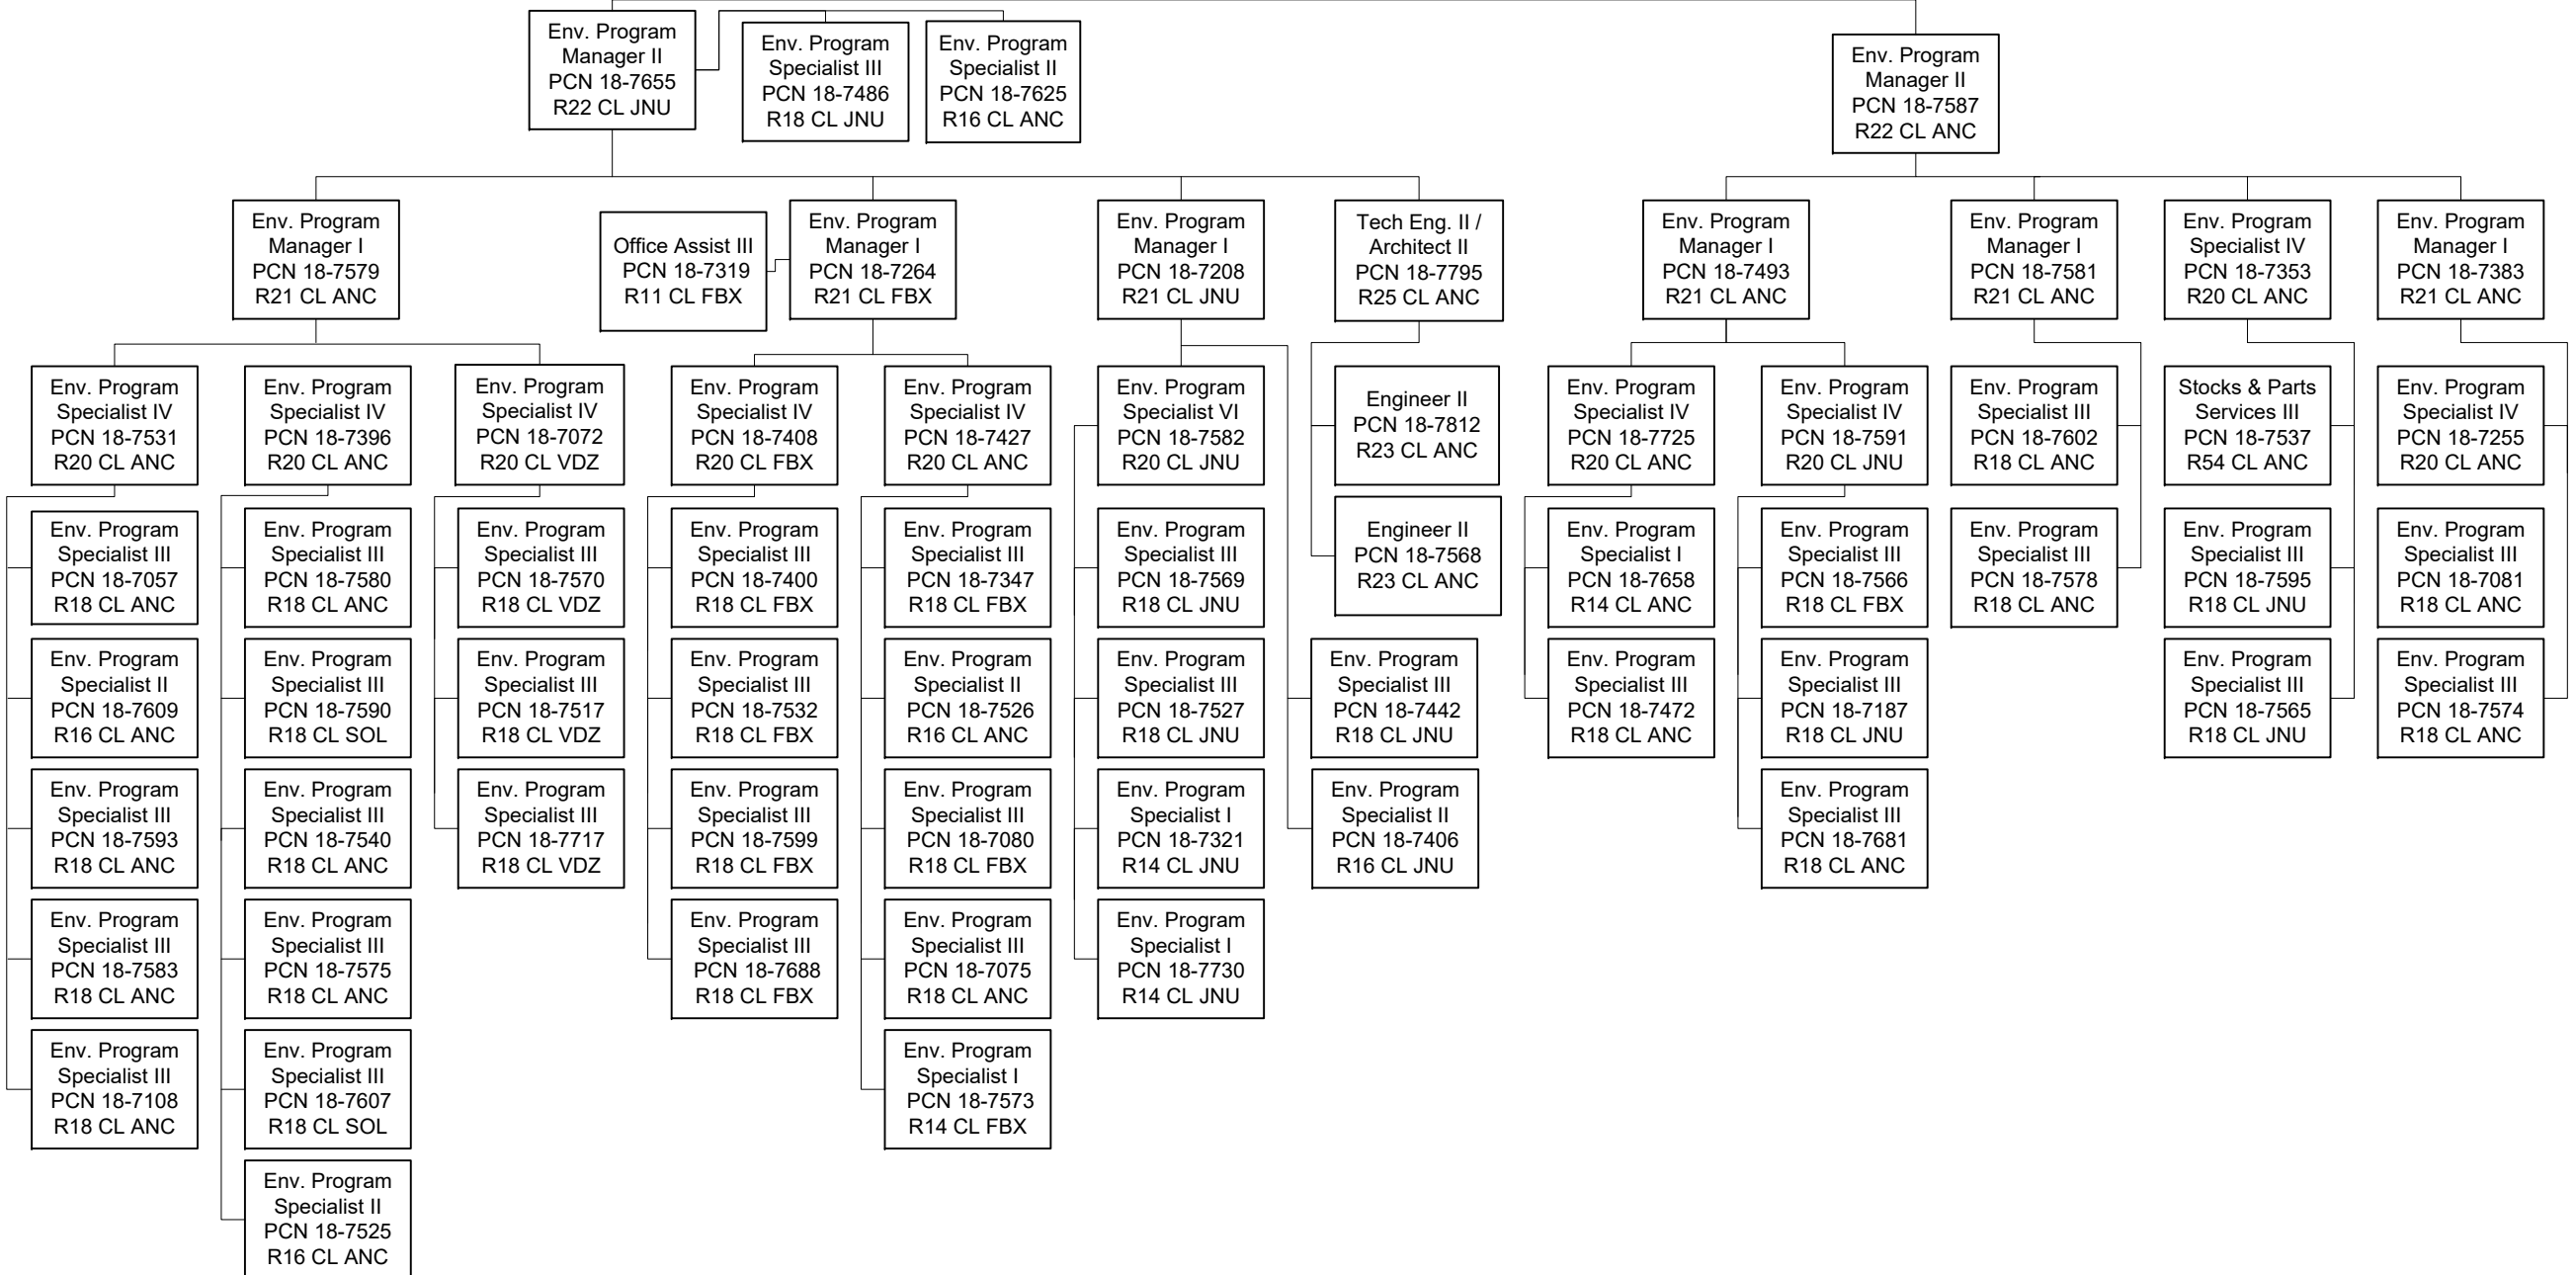 Env. Program
Manager II
PCN 18-7655
R22 CL JNU
Env. Program
Specialist III
PCN 18-7486
R18 CL JNU
Env. Program
Specialist II
PCN 18-7625
R16 CL ANC
Env. Program
Manager II
PCN 18-7587
R22 CL ANC
Env. Program
Manager I
PCN 18-7579
R21 CL ANC
Office Assist III
PCN 18-7319
R11 CL FBX
Env. Program
Manager I
PCN 18-7264
R21 CL FBX
Env. Program
Manager I
PCN 18-7208
R21 CL JNU
Tech Eng. II /
Architect II
PCN 18-7795
R25 CL ANC
Env. Program
Manager I
PCN 18-7493
R21 CL ANC
Env. Program
Manager I
PCN 18-7581
R21 CL ANC
Env. Program
Specialist IV
PCN 18-7353
R20 CL ANC
Env. Program
Manager I
PCN 18-7383
R21 CL ANC
Env. Program
Specialist IV
PCN 18-7531
R20 CL ANC
Env. Program
Specialist IV
PCN 18-7396
R20 CL ANC
Env. Program
Specialist IV
PCN 18-7072
R20 CL VDZ
Env. Program
Specialist IV
PCN 18-7408
R20 CL FBX
Env. Program
Specialist IV
PCN 18-7427
R20 CL ANC
Env. Program
Specialist VI
PCN 18-7582
R20 CL JNU
Engineer II
PCN 18-7812
R23 CL ANC
Env. Program
Specialist IV
PCN 18-7725
R20 CL ANC
Env. Program
Specialist IV
PCN 18-7591
R20 CL JNU
Env. Program
Specialist III
PCN 18-7602
R18 CL ANC
Stocks & Parts
Services III
PCN 18-7537
R54 CL ANC
Env. Program
Specialist IV
PCN 18-7255
R20 CL ANC
Env. Program
Specialist III
PCN 18-7057
R18 CL ANC
Env. Program
Specialist III
PCN 18-7580
R18 CL ANC
Env. Program
Specialist III
PCN 18-7570
R18 CL VDZ
Env. Program
Specialist III
PCN 18-7400
R18 CL FBX
Env. Program
Specialist III
PCN 18-7347
R18 CL FBX
Env. Program
Specialist III
PCN 18-7569
R18 CL JNU
Engineer II
PCN 18-7568
R23 CL ANC
Env. Program
Specialist I
PCN 18-7658
R14 CL ANC
Env. Program
Specialist III
PCN 18-7566
R18 CL FBX
Env. Program
Specialist III
PCN 18-7578
R18 CL ANC
Env. Program
Specialist III
PCN 18-7595
R18 CL JNU
Env. Program
Specialist III
PCN 18-7081
R18 CL ANC
Env. Program
Specialist II
PCN 18-7609
R16 CL ANC
Env. Program
Specialist III
PCN 18-7590
R18 CL SOL
Env. Program
Specialist III
PCN 18-7517
R18 CL VDZ
Env. Program
Specialist III
PCN 18-7532
R18 CL FBX
Env. Program
Specialist II
PCN 18-7526
R16 CL ANC
Env. Program
Specialist III
PCN 18-7527
R18 CL JNU
Env. Program
Specialist III
PCN 18-7442
R18 CL JNU
Env. Program
Specialist III
PCN 18-7472
R18 CL ANC
Env. Program
Specialist III
PCN 18-7187
R18 CL JNU
Env. Program
Specialist III
PCN 18-7565
R18 CL JNU
Env. Program
Specialist III
PCN 18-7574
R18 CL ANC
Env. Program
Specialist III
PCN 18-7593
R18 CL ANC
Env. Program
Specialist III
PCN 18-7540
R18 CL ANC
Env. Program
Specialist III
PCN 18-7717
R18 CL VDZ
Env. Program
Specialist III
PCN 18-7599
R18 CL FBX
Env. Program
Specialist III
PCN 18-7080
R18 CL FBX
Env. Program
Specialist I
PCN 18-7321
R14 CL JNU
Env. Program
Specialist II
PCN 18-7406
R16 CL JNU
Env. Program
Specialist III
PCN 18-7681
R18 CL ANC
Env. Program
Specialist III
PCN 18-7583
R18 CL ANC
Env. Program
Specialist III
PCN 18-7575
R18 CL ANC
Env. Program
Specialist III
PCN 18-7688
R18 CL FBX
Env. Program
Specialist III
PCN 18-7075
R18 CL ANC
Env. Program
Specialist I
PCN 18-7730
R14 CL JNU
Env. Program
Specialist III
PCN 18-7108
R18 CL ANC
Env. Program
Specialist III
PCN 18-7607
R18 CL SOL
Env. Program
Specialist I
PCN 18-7573
R14 CL FBX
Env. Program
Specialist II
PCN 18-7525
R16 CL ANC